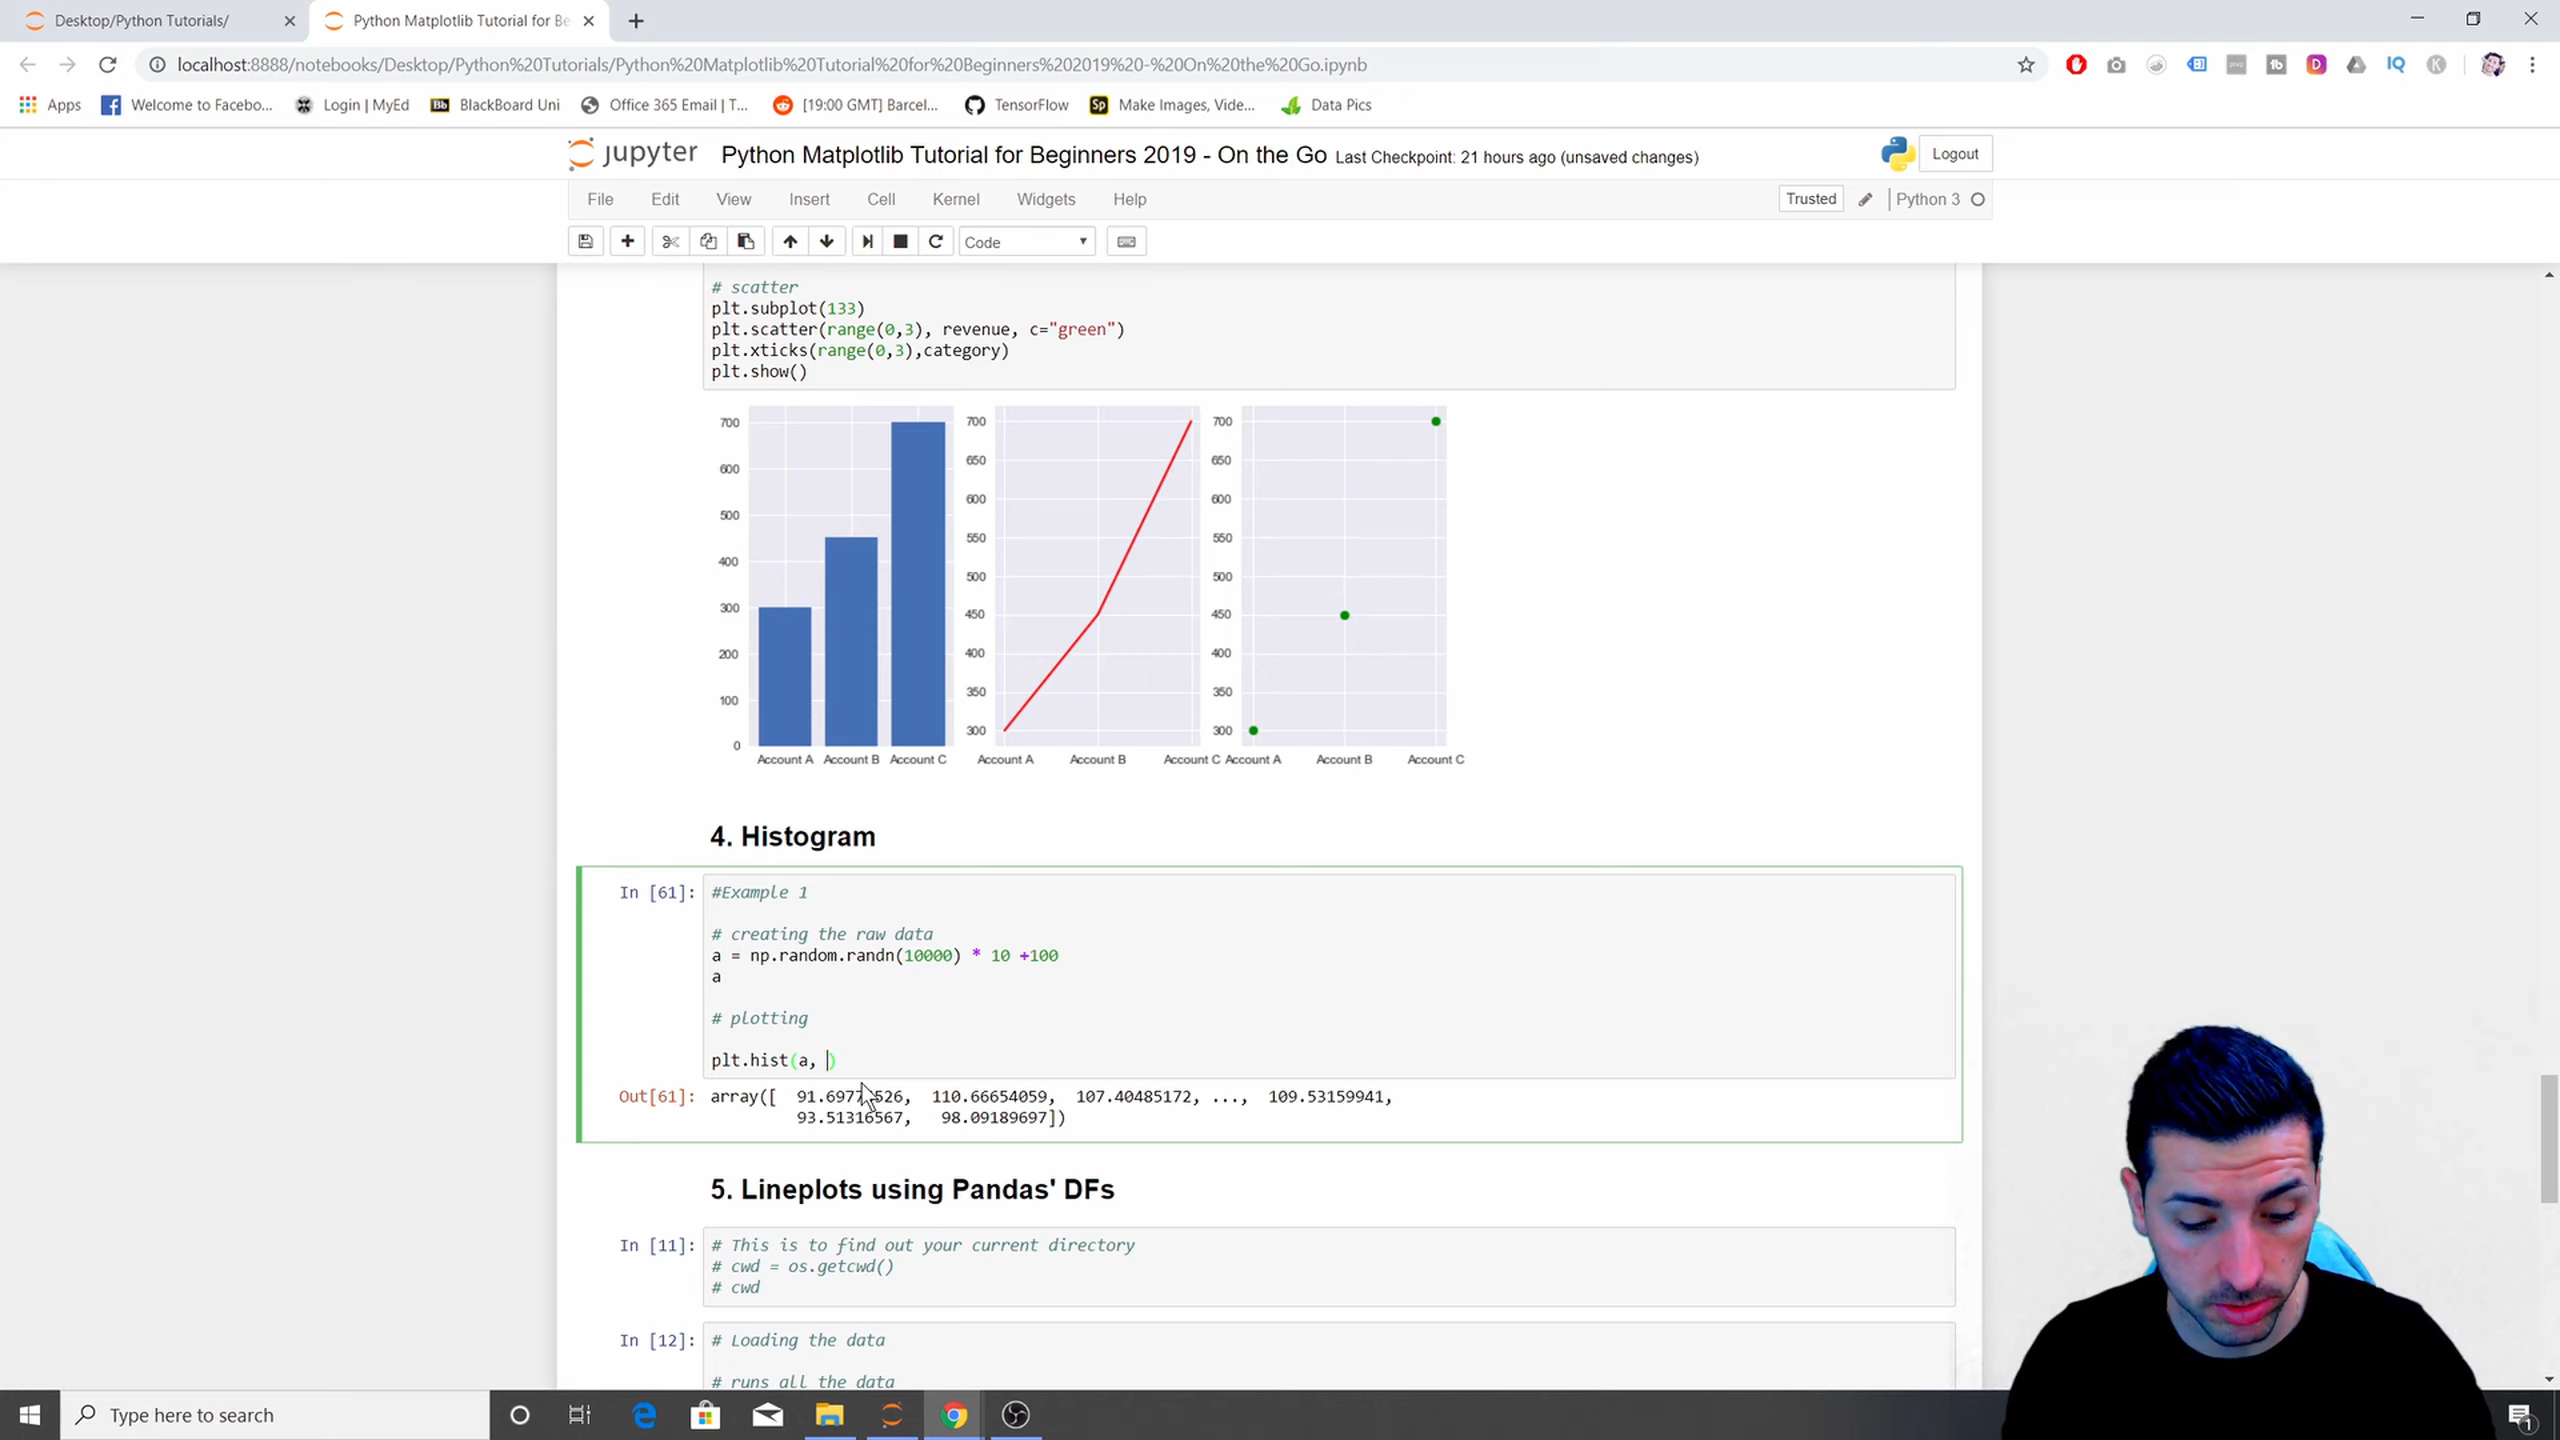 Desktop/Python Tutorials/
Python Matplotlib Tutorial for Be
localhost:8888/notebooks/Desktop/Python%20Tutorials/Python%20Matplotlib%20Tutorial%20for%20Beginners%202019%20-%20On%20the%20Go.ipynb
Apps
Welcome to Facebo...
Login | MyEd
Bb
BlackBoard Uni
Office 365 Email | T...
[19:00 GMT] Barcel...
TensorFlow
Sp
Make Images, Vide...
Data Pics
jupyter
Python Matplotlib Tutorial for Beginners 2019 - On the Go
Last Checkpoint: 21 hours ago (unsaved changes)
Logout
File
Edit
View
Insert
Cell
Kernel
Widgets
Help
Trusted
Python 3
Code
# scatter
plt.subplot(133)
plt.scatter(range(0,3), revenue, c="green")
plt.xticks(range(0,3),category)
plt.show()
700
600
500
400
300
200
100
0
Account A Account B Account C
700
650
600
550
500
450
400
350
300
Account A Account B Account C
700
650
600
550
500
450
400
350
300
Account A Account B Account C
4. Histogram
In [61]:
#Example 1
# creating the raw data
a = np.random.randn(10000) * 10 +100
a
# plotting
plt.hist(a, )
Out[61]:
array([ 91.697 526, 110.66654059, 107.40485172, ..., 109.53159941,
93.51316567, 98.09189697])
5. Lineplots using Pandas' DFs
In [11]:
# This is to find out your current directory
# cwd = os.getcwd()
# cwd
In [12]:
# Loading the data
# runs all the data
Type here to search
1